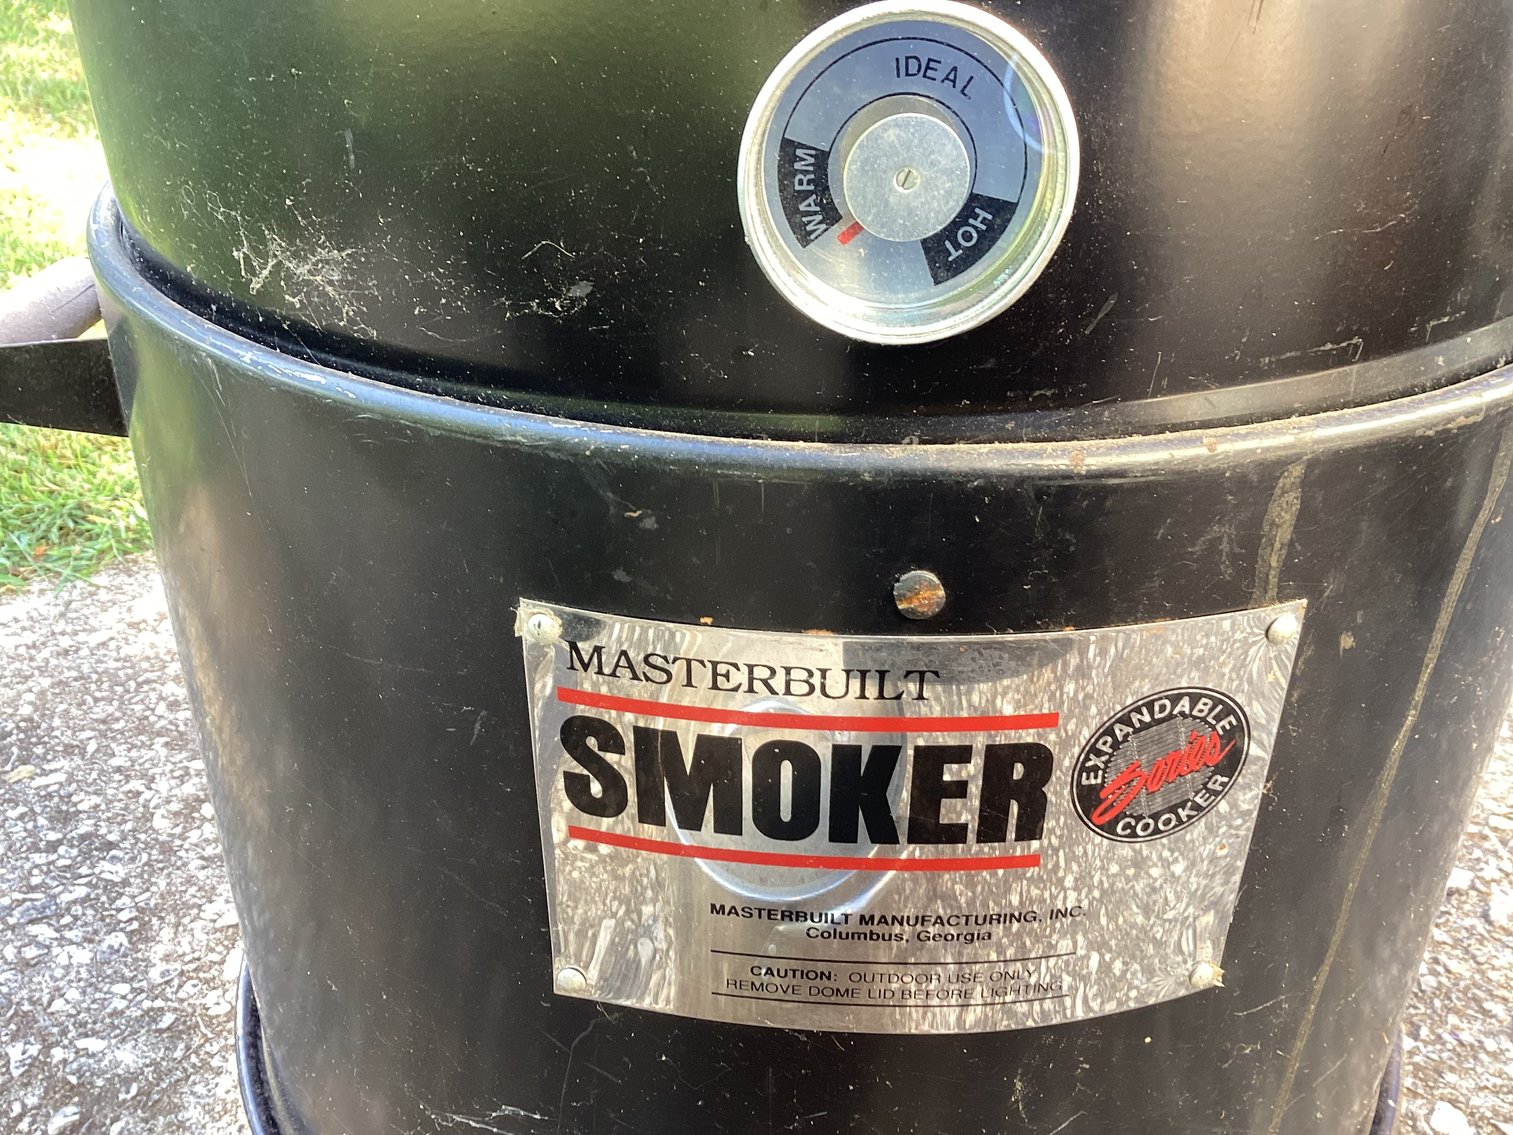 IDEAL
WARM
HOT
MASTERBUILT
SMOKER
EXPANDABLE
Series
COOKER
MASTERBUILT MANUFACTURING, INC.
Columbus, Georgia
CAUTION: OUTDOOR USE ONLY
REMOVE DOME LID BEFORE LIGHTING